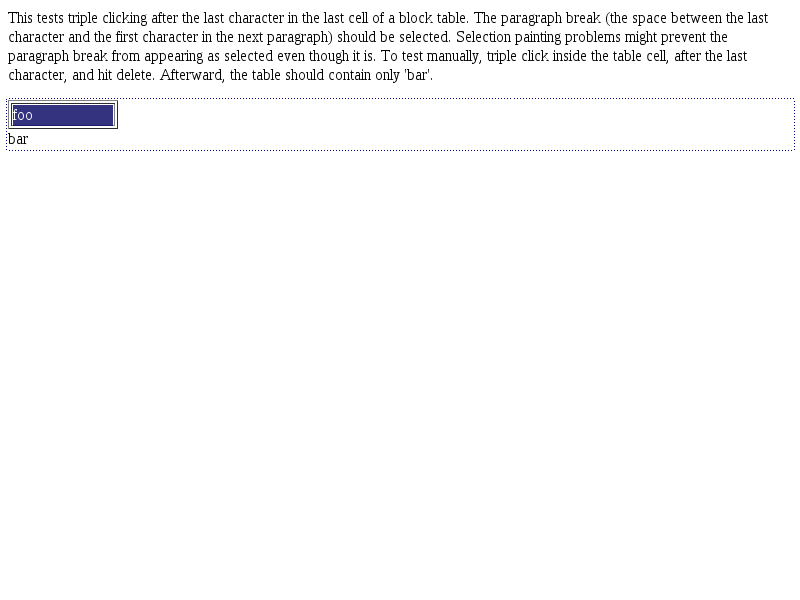 This tests triple clicking after the last character in the last cell of a block table. The paragraph break (the space between the last
character and the first character in the next paragraph) should be selected. Selection painting problems might prevent the
paragraph break from appearing as selected even though it is. To test manually, triple click inside the table cell, after the last
character, and hit delete. Afterward, the table should contain only 'bar'.
foo
bar